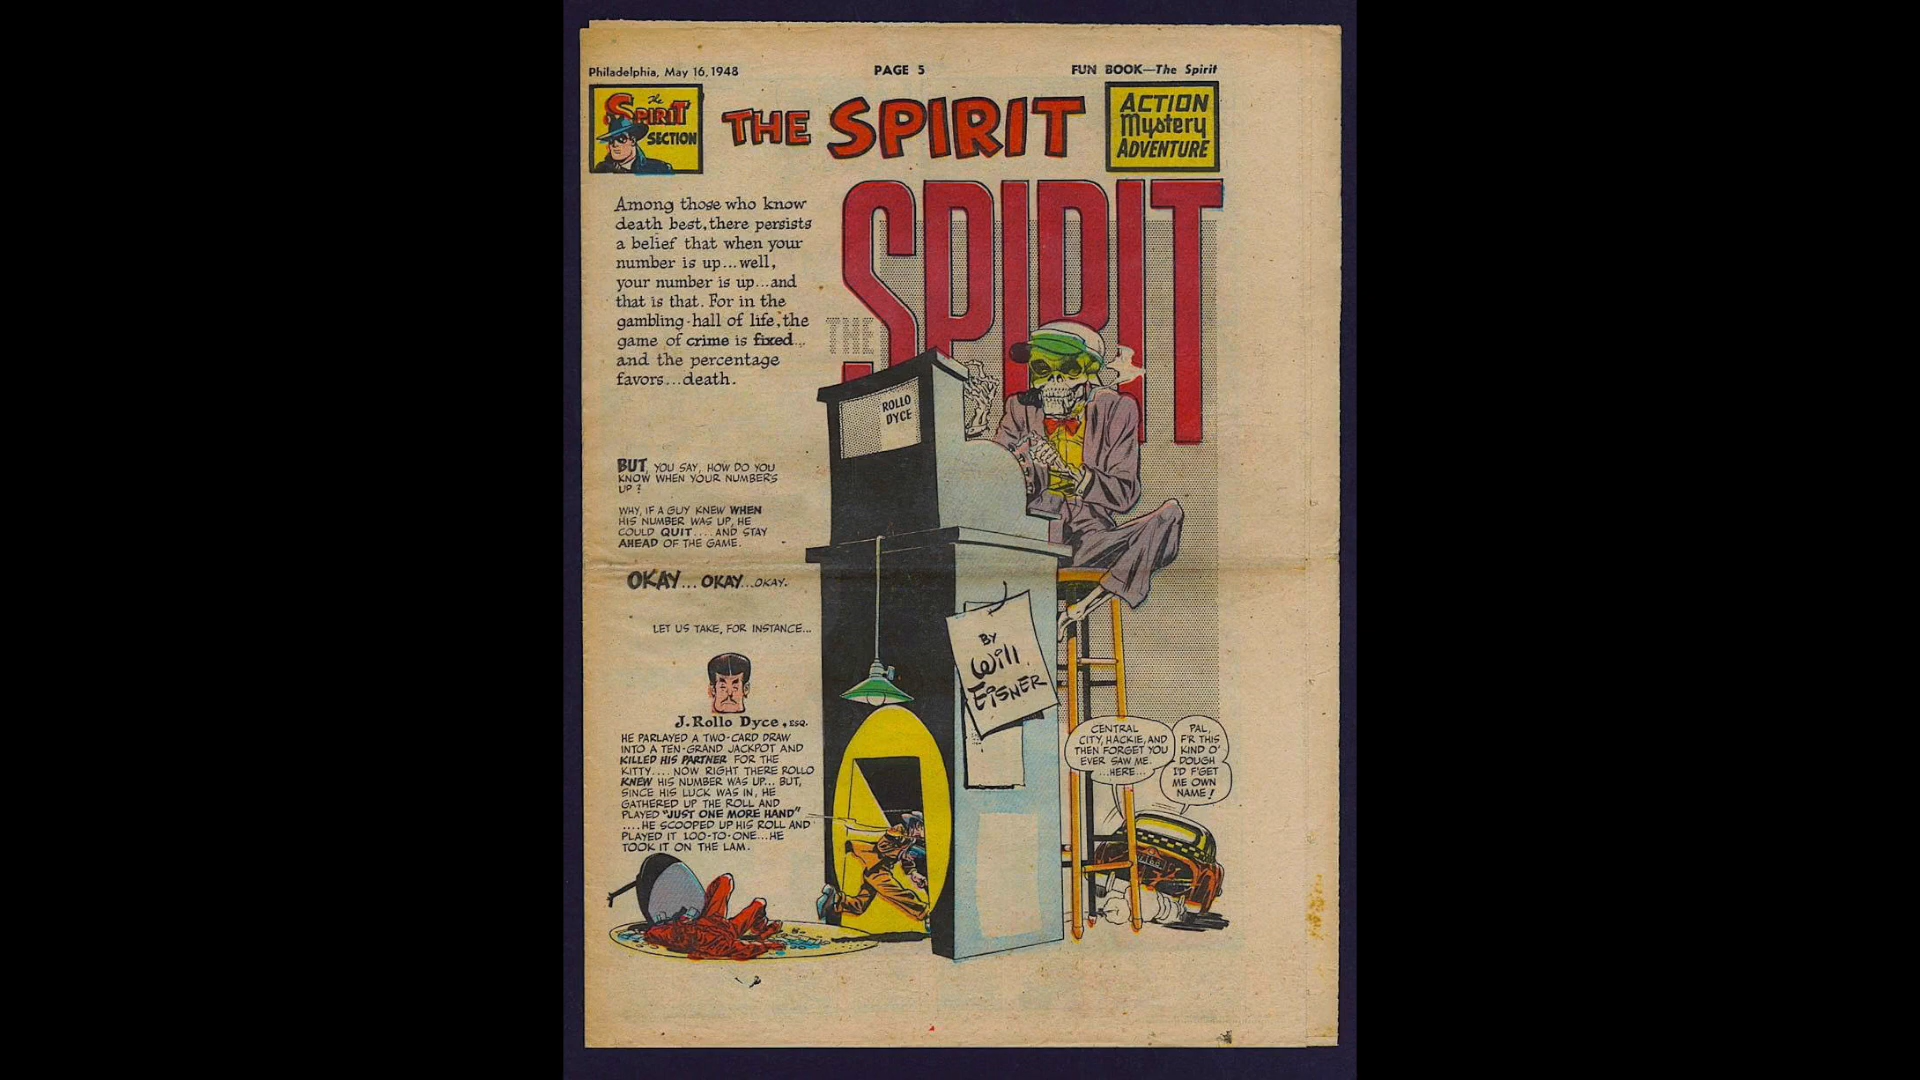 Philadelphia, May 16, 1948
PAGE 5
FUN BOOK—The Spirit
The
SPIRIT
SECTION
THE SPIRIT
ACTION
Mystery
ADVENTURE
THE
SPIRIT
Among those who know
death best, there persists
a belief that when your
number is up...well,
your number is up...and
that is that. For in the
gambling-hall of life, the
game of crime is fixed...
and the percentage
favors...death.
ROLLO
DYCE
BUT, YOU SAY, HOW DO YOU
KNOW WHEN YOUR NUMBER'S
UP?
WHY, IF A GUY KNEW WHEN
HIS NUMBER WAS UP, HE
COULD QUIT....AND STAY
AHEAD OF THE GAME.
OKAY...OKAY...OKAY.
LET US TAKE, FOR INSTANCE...
J. Rollo Dyce, ESQ.
HE PARLAYED A TWO-CARD DRAW
INTO A TEN-GRAND JACKPOT AND
KILLED HIS PARTNER FOR THE
KITTY.... NOW RIGHT THERE ROLLO
KNEW HIS NUMBER WAS UP... BUT,
SINCE HIS LUCK WAS IN, HE
GATHERED UP THE ROLL AND
PLAYED "JUST ONE MORE HAND"
....HE SCOOPED UP HIS ROLL AND
PLAYED IT 100-TO-ONE...HE
TOOK IT ON THE LAM.
BY
Will
EISNER
CENTRAL
CITY, HACKIE, AND
THEN FORGET YOU
EVER SAW ME.
...HERE...
PAL,
F'R THIS
KIND O'
DOUGH
I'D F'GET
ME OWN
NAME!